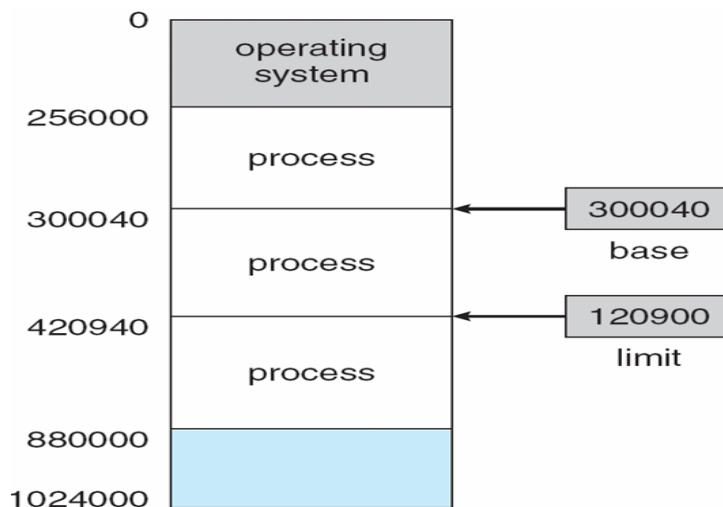 0
operating
system
256000
process
300040
300040
base
process
420940
120900
limit
process
880000
1024000